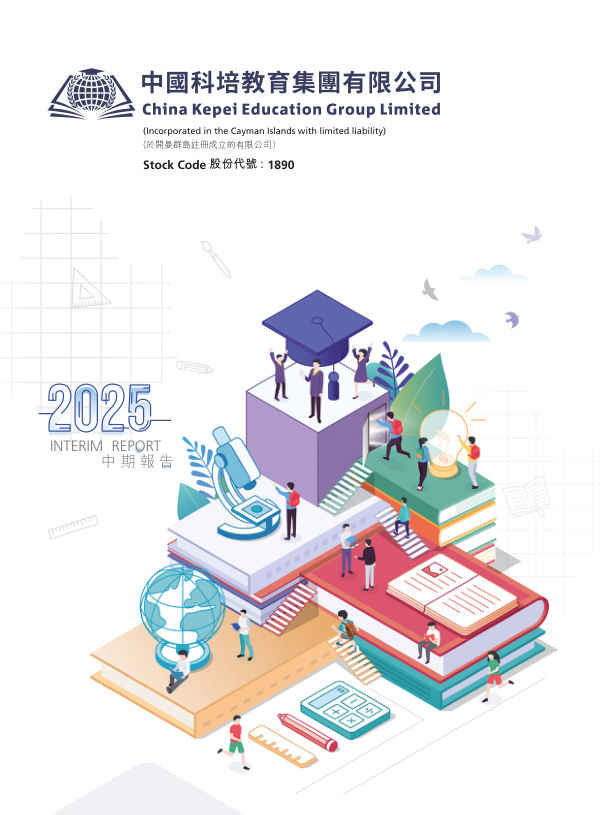 中國科培教育集團有限公司
China Kepei Education Group Limited
(Incorporated in the Cayman Islands with limited liability)
(於開曼群島註冊成立的有限公司)
Stock Code 股份代號 : 1890
2025
INTERIM REPORT
中期報告